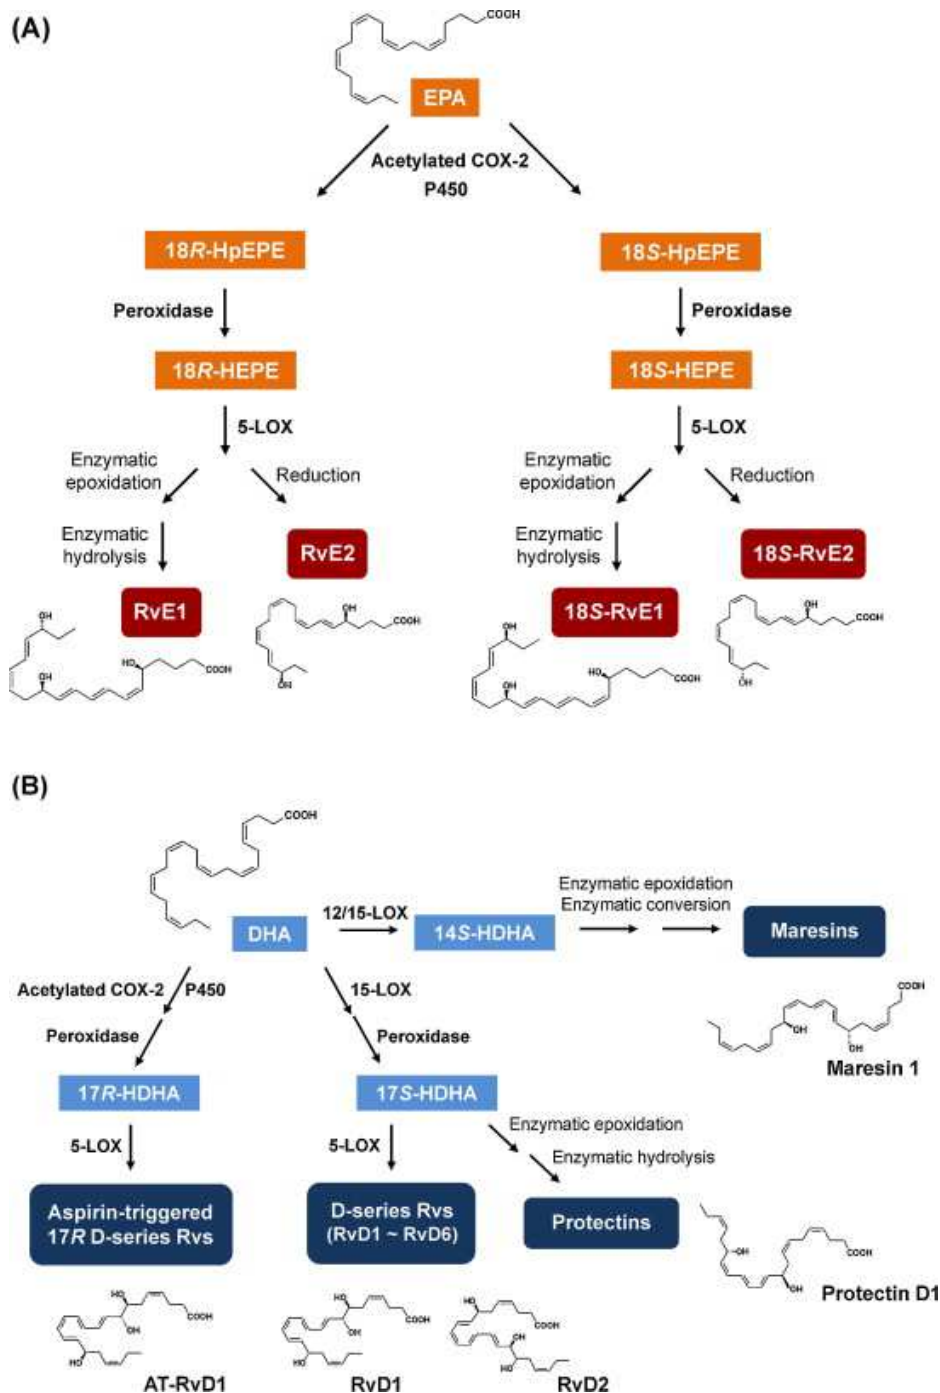 (A)
COOH
EPA
Acetylated COX-2
P450
18R-HpEPE
18S-HpEPE
Peroxidase
Peroxidase
18R-HEPE
18S-HEPE
5-LOX
5-LOX
Enzymatic
epoxidation
Reduction
Enzymatic
epoxidation
Reduction
Enzymatic
hydrolysis
RvE2
Enzymatic
hydrolysis
18S-RvE2
RvE1
18S-RvE1
OH
OH
COOH
OH
HO
OH
COOH
OH
OH
COOH
OH
HO
OH
COOH
(B)
COOH
DHA
12/15-LOX
14S-HDHA
Enzymatic epoxidation
Enzymatic conversion
Maresins
Acetylated COX-2
P450
15-LOX
Peroxidase
Peroxidase
COOH
OH
OH
Maresin 1
17R-HDHA
17S-HDHA
5-LOX
5-LOX
Enzymatic epoxidation
Enzymatic hydrolysis
Aspirin-triggered
17R D-series Rvs
D-series Rvs
(RvD1 ~ RvD6)
Protectins
OH
COOH
OH
Protectin D1
HO
COOH
OH
HO
AT-RvD1
HO
COOH
OH
HO
RvD1
HO
COOH
OH
HO
RvD2